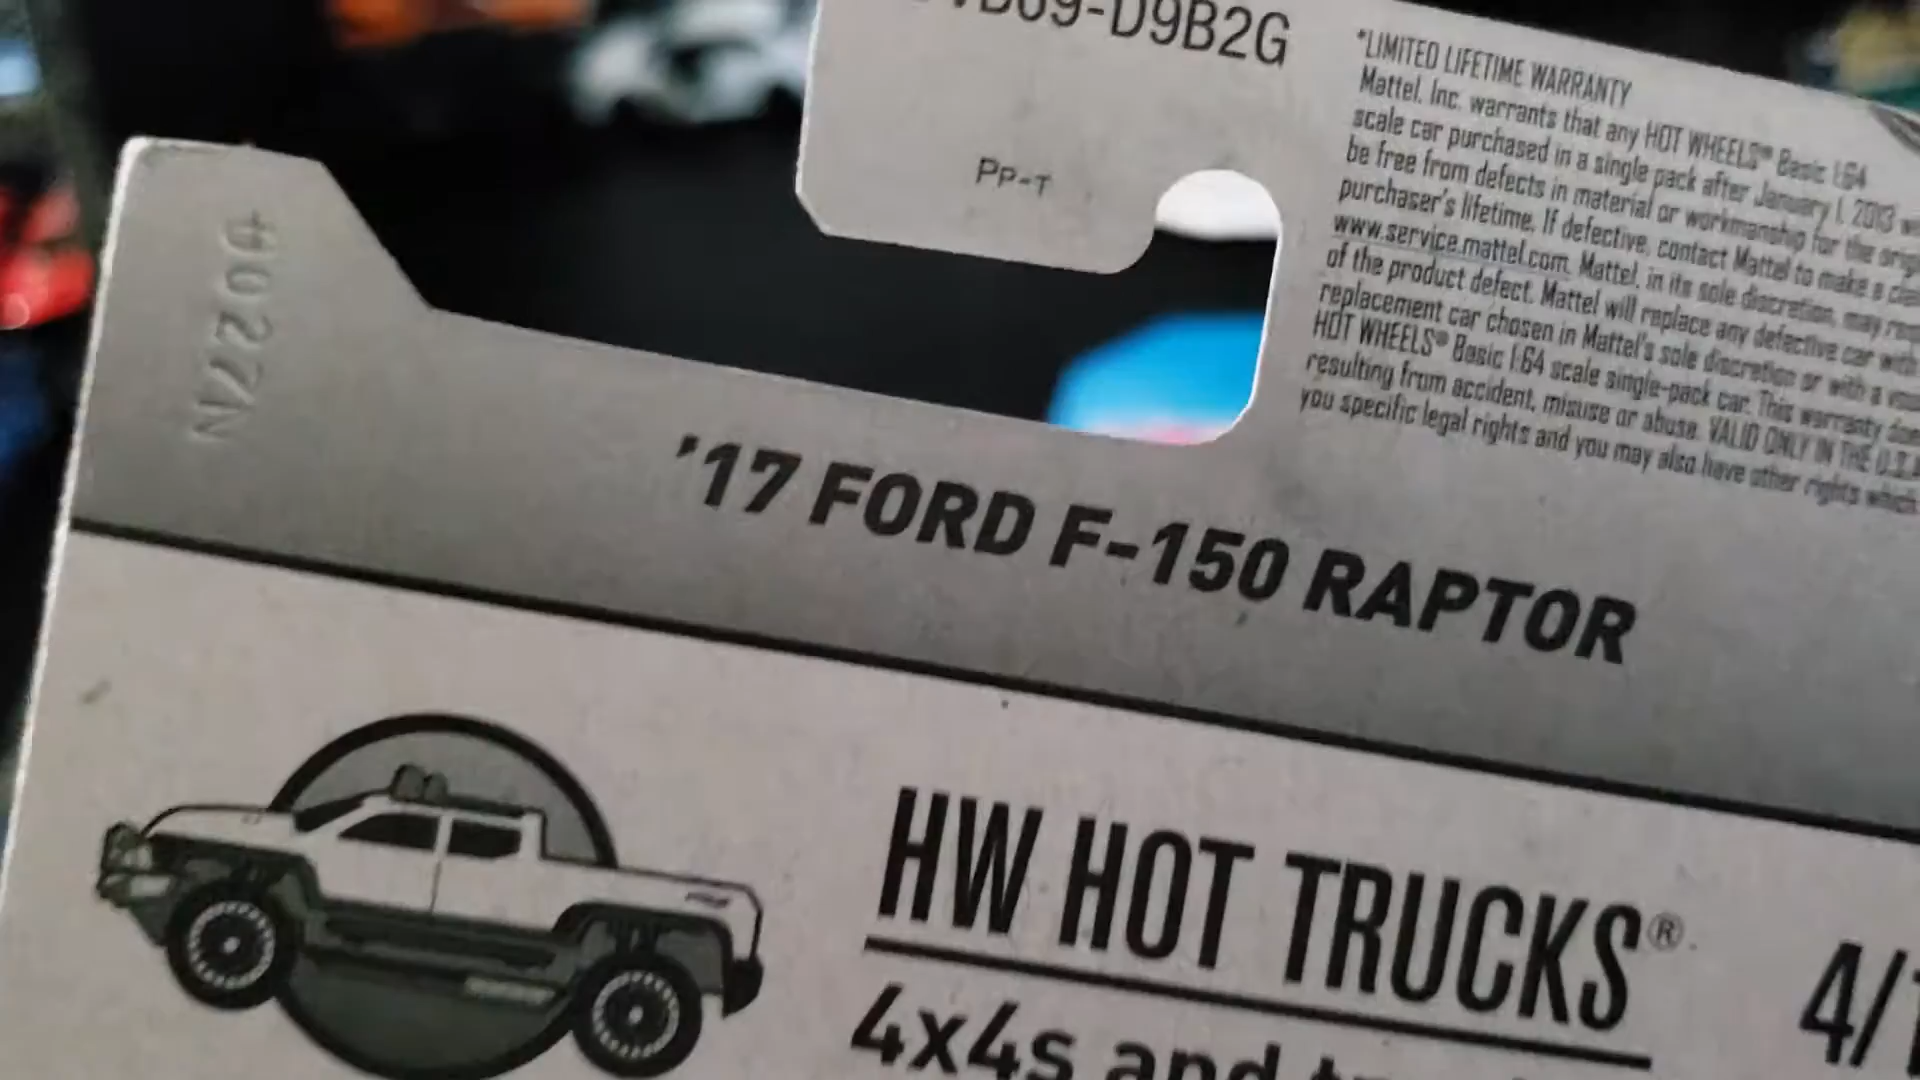 D9B2G
PP-T
*LIMITED LIFETIME WARRANTY
Mattel, Inc. warrants that any HOT WHEELS® Basic 1:64
scale car purchased in a single pack after January 1, 2013
be free from defects in material or workmanship for the
purchaser's lifetime. If defective, contact Mattel to make a
www.service.mattel.com. Mattel, in its sole discretion, may
of the product defect. Mattel will replace any defective car with
replacement car chosen in Mattel's sole discretion or with a
HOT WHEELS® Basic 1:64 scale single-pack car. This warranty
resulting from accident, misuse or abuse. VALID ONLY IN THE
you specific legal rights and you may also have other rights which
'17 FORD F-150 RAPTOR
HW HOT TRUCKS®
4/1
4x4s and